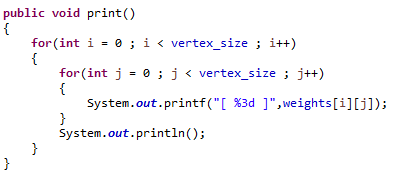 public void print()
{
    for(int i = 0 ; i < vertex_size ; i++)
    {
        for(int j = 0 ; j < vertex_size ; j++)
        {
            System.out.printf("[ %3d ]",weights[i][j]);
        }
        System.out.println();
    }
}